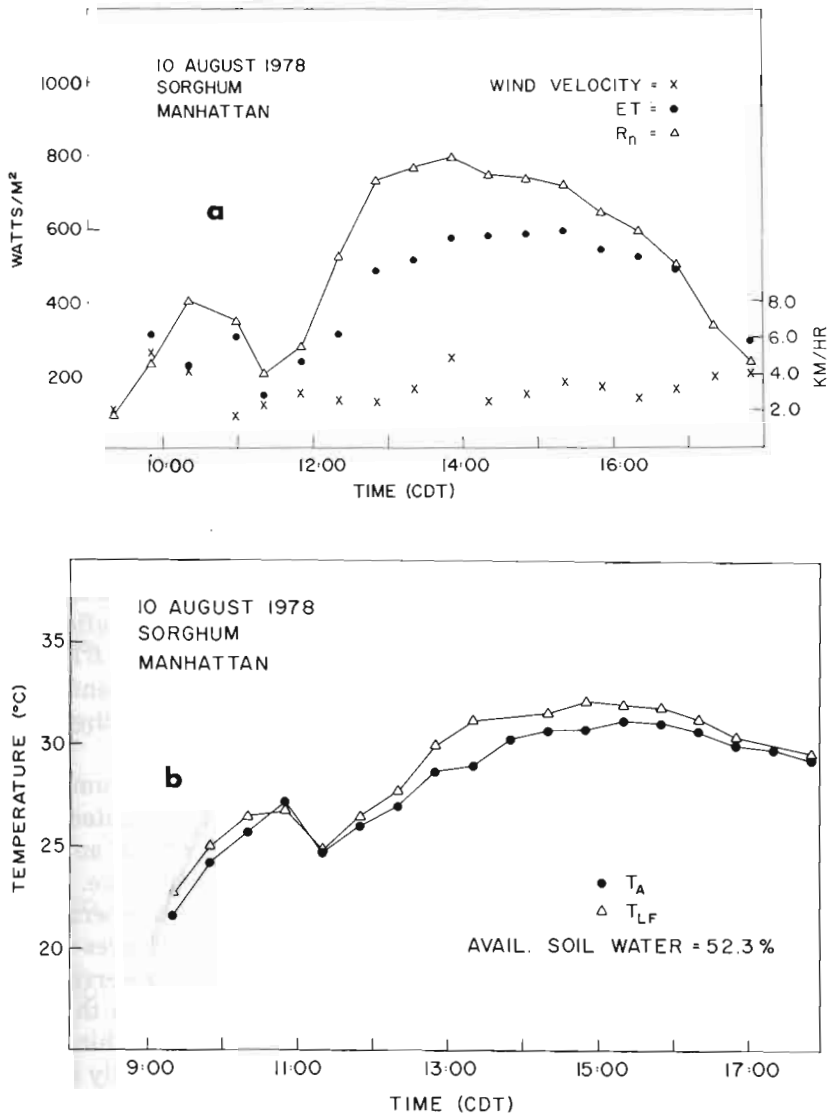 10 AUGUST 1978
SORGHUM
MANHATTAN
WIND VELOCITY = x
ET = ●
Rn = △
a
WATTS/M²
1000
800
600
400
200
8.0
6.0
4.0
2.0
KM/HR
10:00 12:00 14:00 16:00
TIME (CDT)
10 AUGUST 1978
SORGHUM
MANHATTAN
b
TEMPERATURE (°C)
35
30
25
20
● TA
△ TLF
AVAIL. SOIL WATER = 52.3%
9:00 11:00 13:00 15:00 17:00
TIME (CDT)